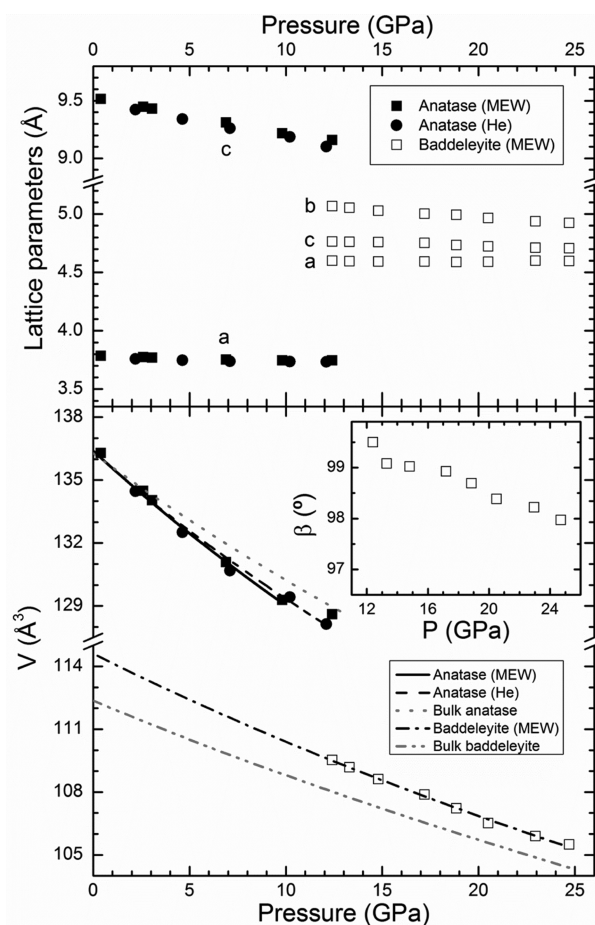 Pressure (GPa)
0 5 10 15 20 25
Lattice parameters (Å)
9.5
9.0
5.0
4.5
4.0
3.5
Anatase (MEW)
Anatase (He)
Baddeleyite (MEW)
c
b
c
a
a
V (Å³)
138
135
132
129
114
111
108
105
β (º)
99
98
97
12 16 20 24
P (GPa)
Anatase (MEW)
Anatase (He)
Bulk anatase
Baddeleyite (MEW)
Bulk baddeleyite
0 5 10 15 20 25
Pressure (GPa)